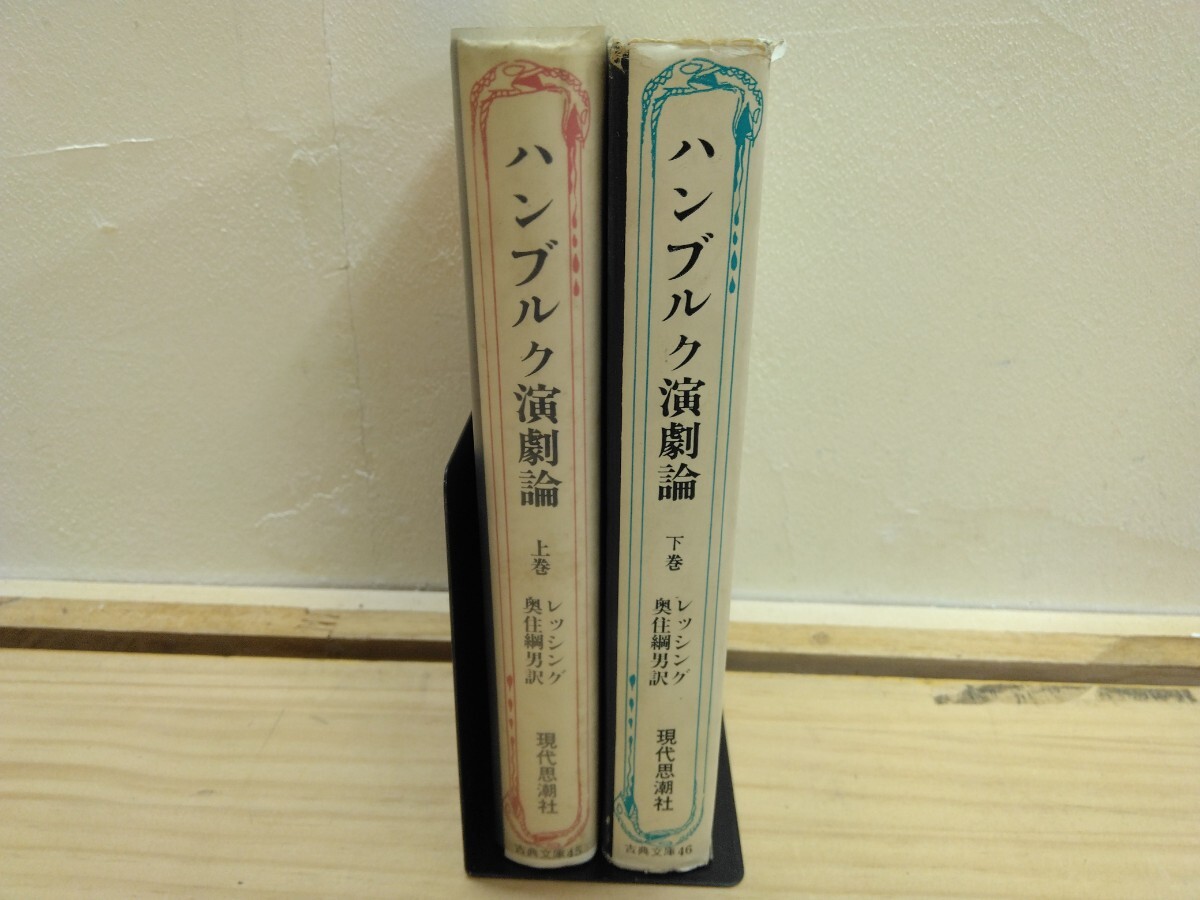 ハンブルク演劇論
上巻
レッシング
奥住綱男訳
現代思潮社
古典文庫45
ハンブルク演劇論
下巻
レッシング
奥住綱男訳
現代思潮社
古典文庫46